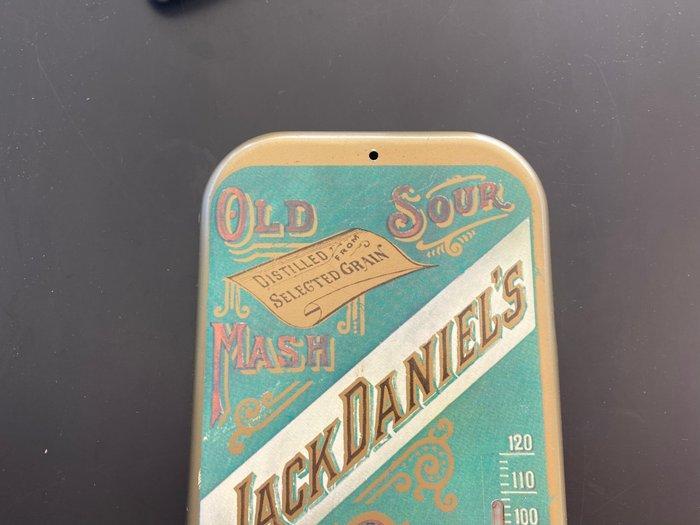 OLD SOUR
DISTILLED FROM
SELECTED GRAIN
MASH
JACK DANIEL'S
120
110
100